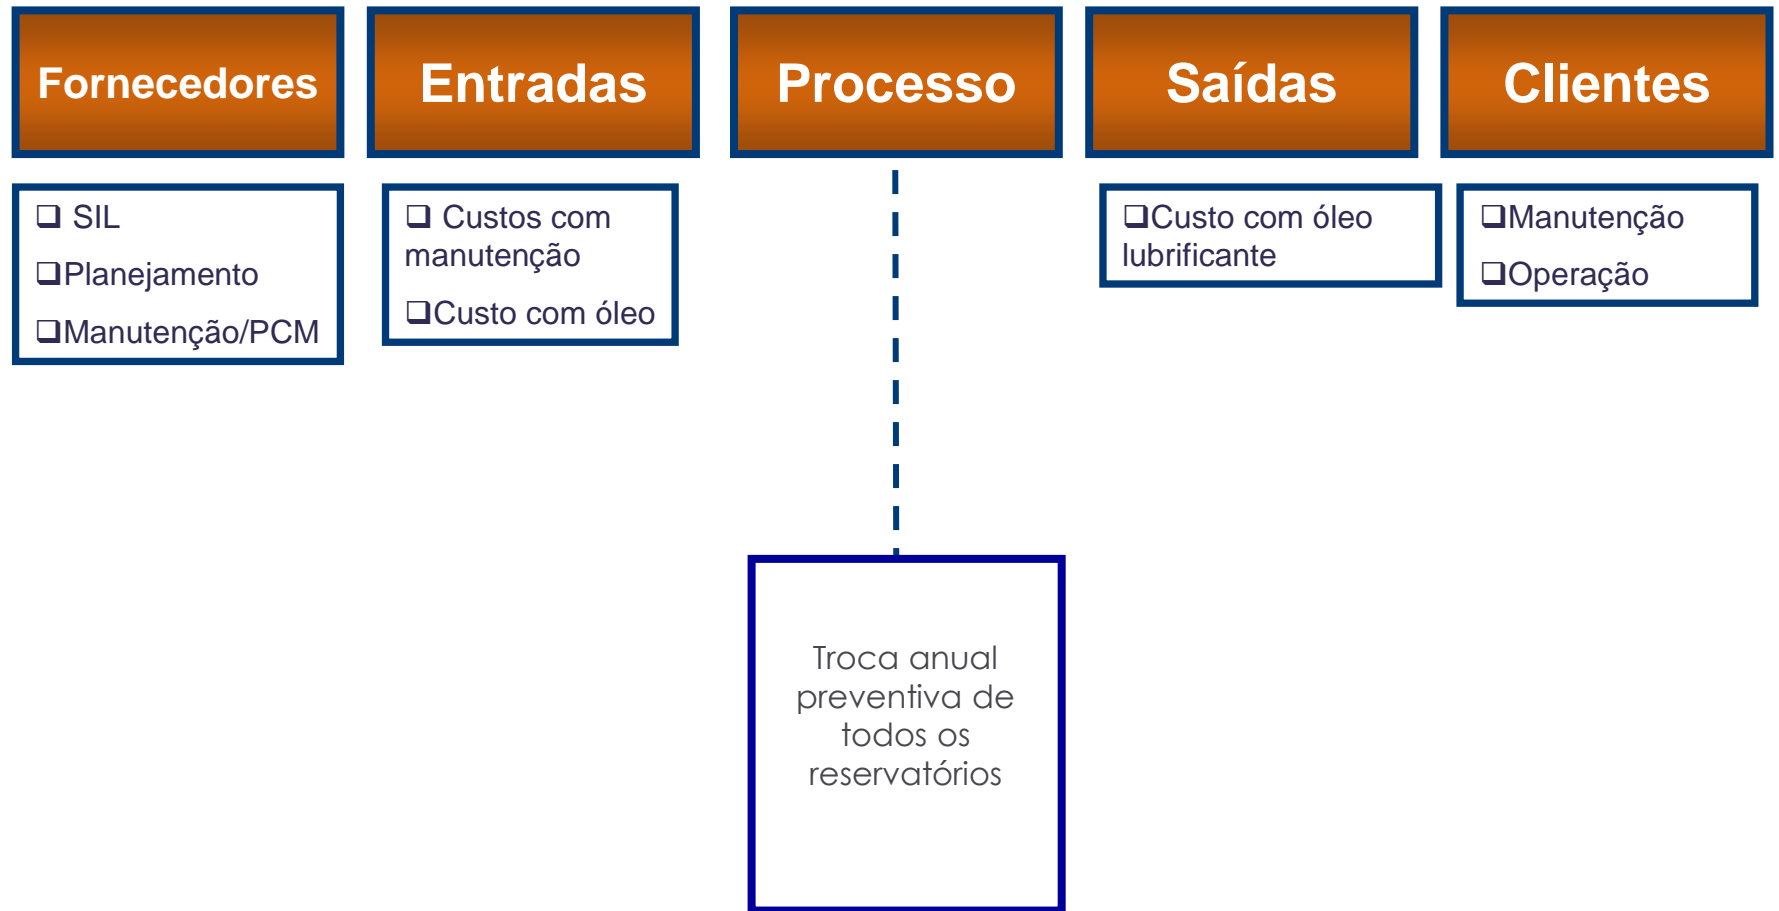 Fornecedores
Entradas
Processo
Saídas
Clientes
❑ SIL
❑Planejamento
❑Manutenção/PCM
❑ Custos com
manutenção
❑Custo com óleo
❑Custo com óleo
lubrificante
❑Manutenção
❑Operação
Troca anual
preventiva de
todos os
reservatórios